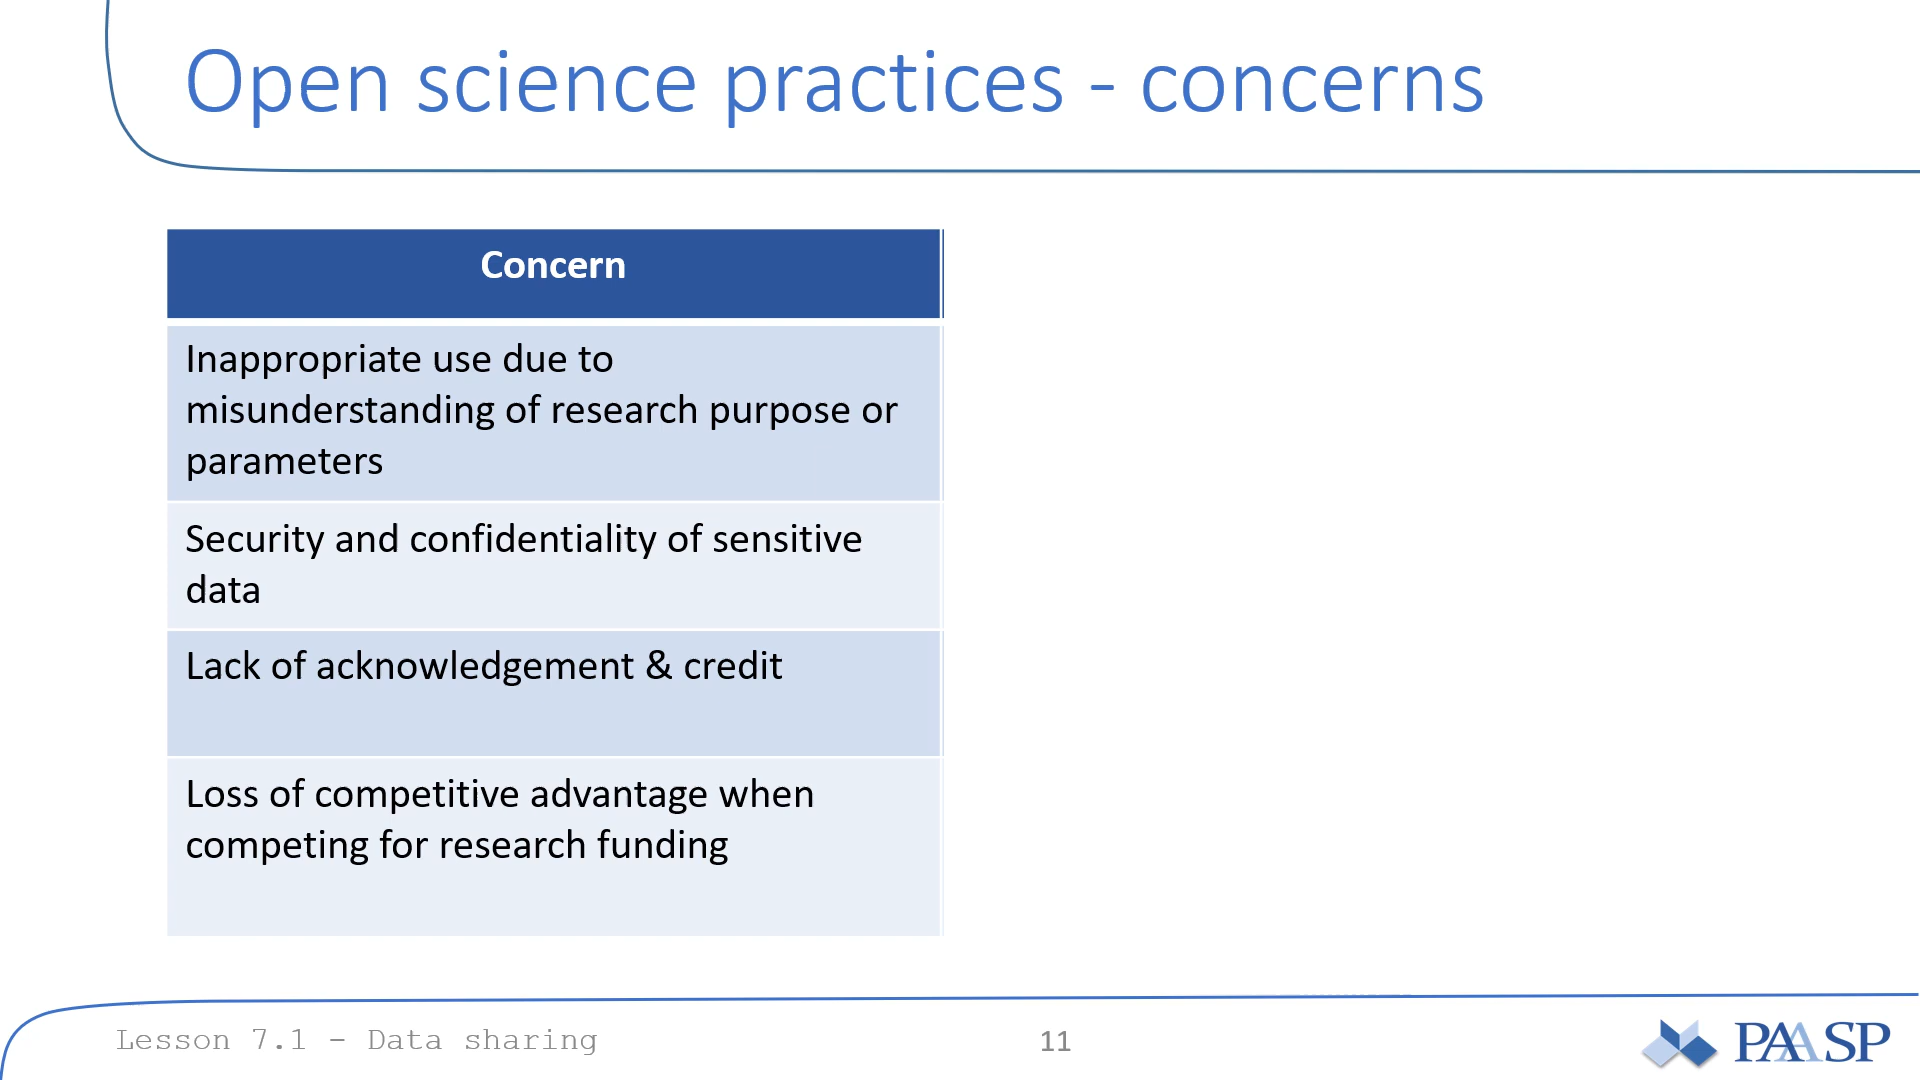 Open science practices - concerns
Concern
Inappropriate use due to
misunderstanding of research purpose or
parameters
Security and confidentiality of sensitive
data
Lack of acknowledgement & credit
Loss of competitive advantage when
competing for research funding
Lesson 7.1 - Data sharing
11
PAASP